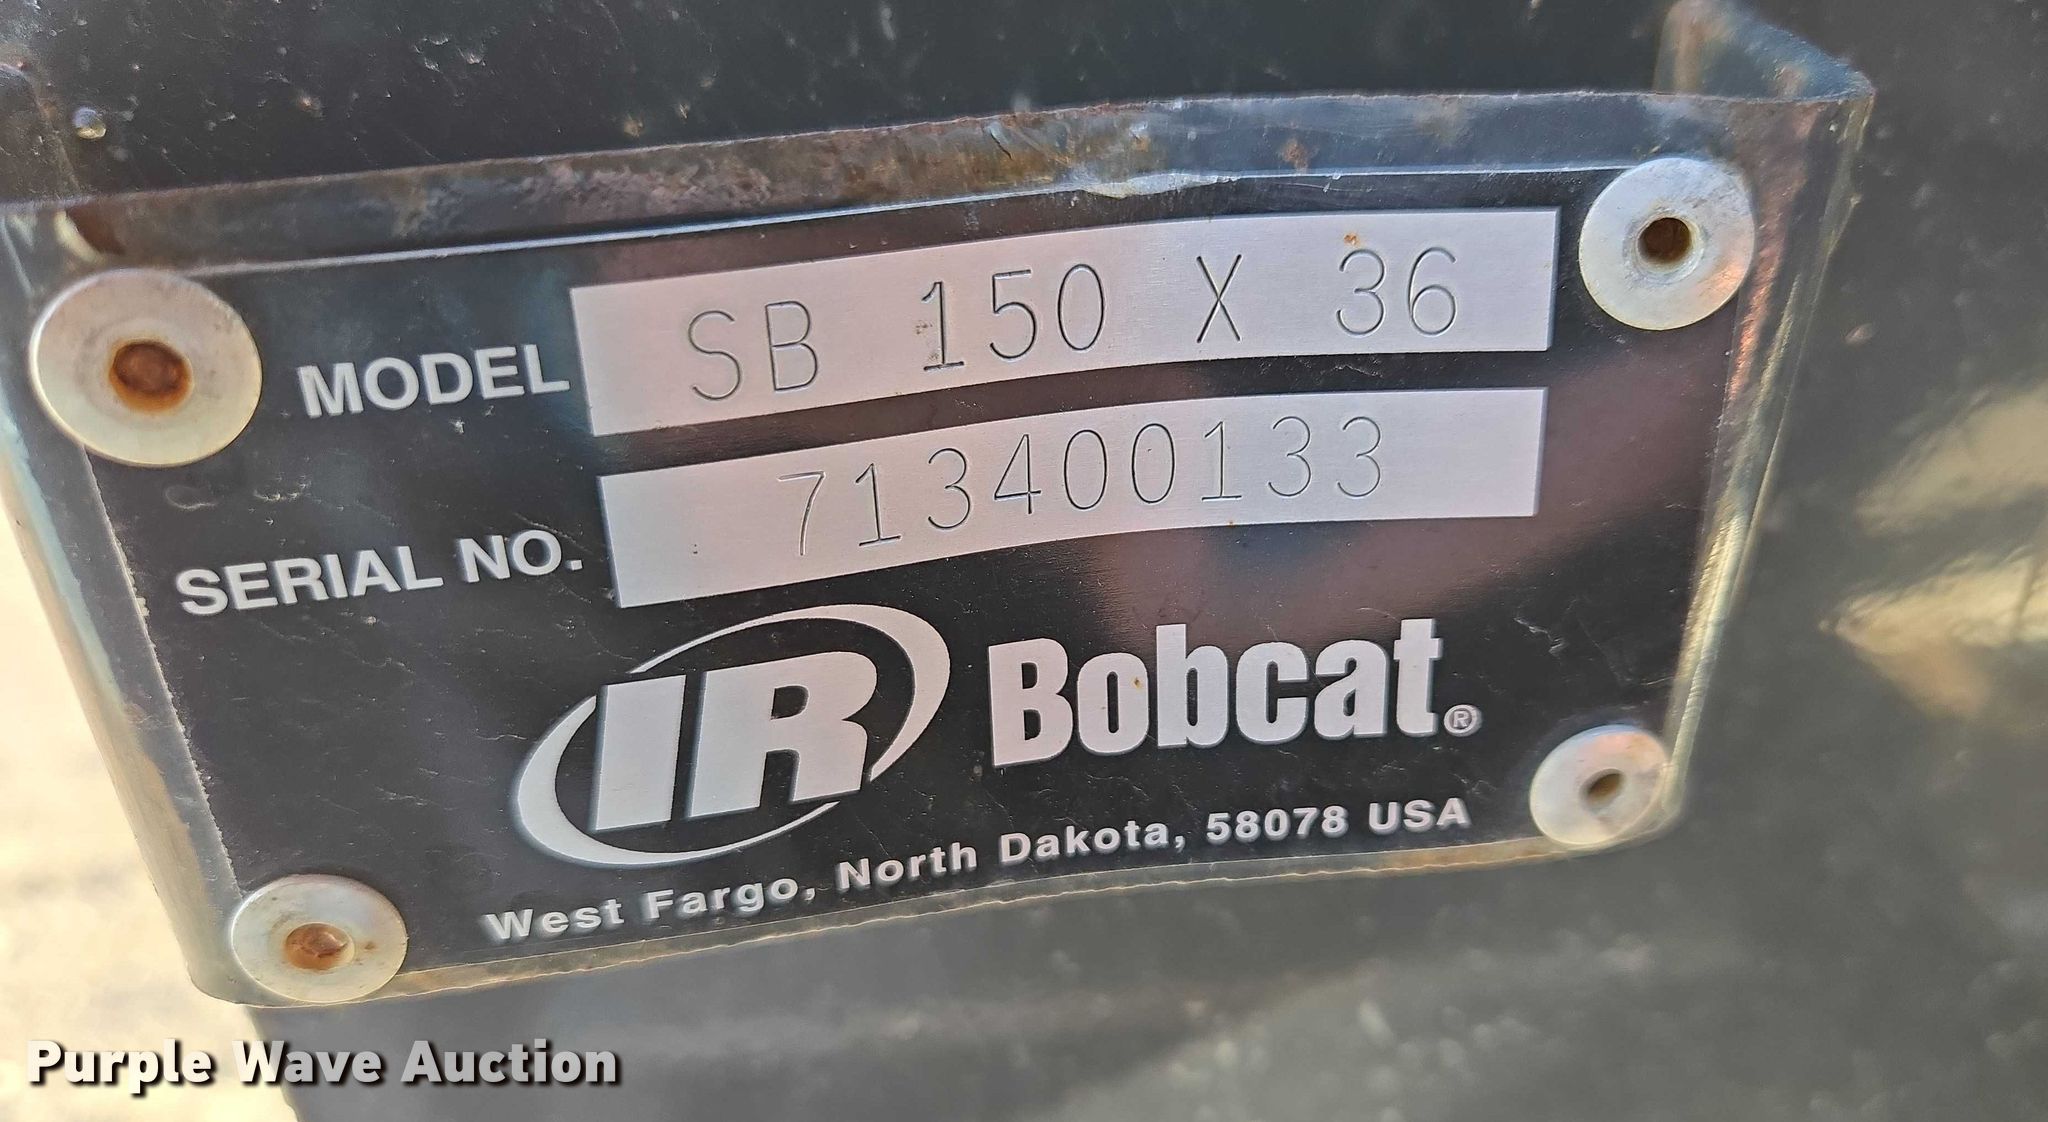 MODEL SB 150 X 36
SERIAL NO. 713400133
IR Bobcat®
West Fargo, North Dakota, 58078 USA
Purple Wave Auction